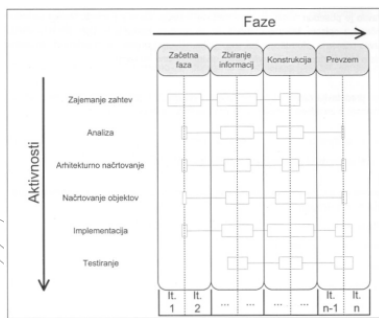 Faze
Začetna
faza
Zbiranje
informacij
Konstrukcija
Prevzem
Aktivnosti
Zajemanje zahtev
Analiza
Arhitekturno načrtovanje
Načrtovanje objektov
Implementacija
Testiranje
It.
1
It.
2
... ... ... ...
It.
n-1
It.
n